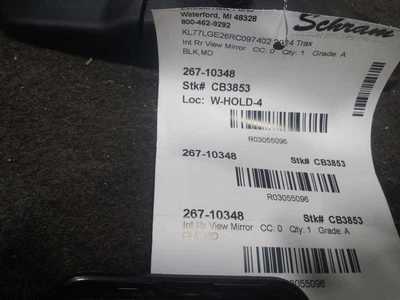 Waterford, MI 48328
800-462-9292
Schram
KL77LGE26RC097402 2024 Trax
Int Rr View Mirror CC: 0 Qty: 1 Grade: A
BLK,MD
267-10348
Stk# CB3853
Loc: W-HOLD-4
R03055096
267-10348 Stk# CB3853
R03055096
267-10348 Stk# CB3853
Int Rr View Mirror CC: 0 Qty: 1 Grade: A
R03055096